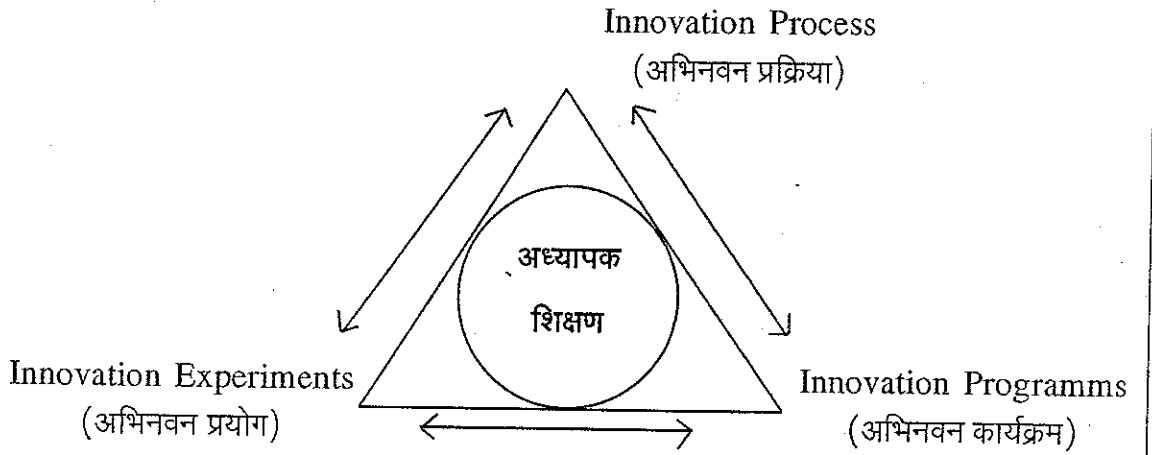 Innovation Process
(अभिनवन प्रक्रिया)
अध्यापक
शिक्षण
Innovation Experiments
(अभिनवन प्रयोग)
Innovation Programms
(अभिनवन कार्यक्रम)